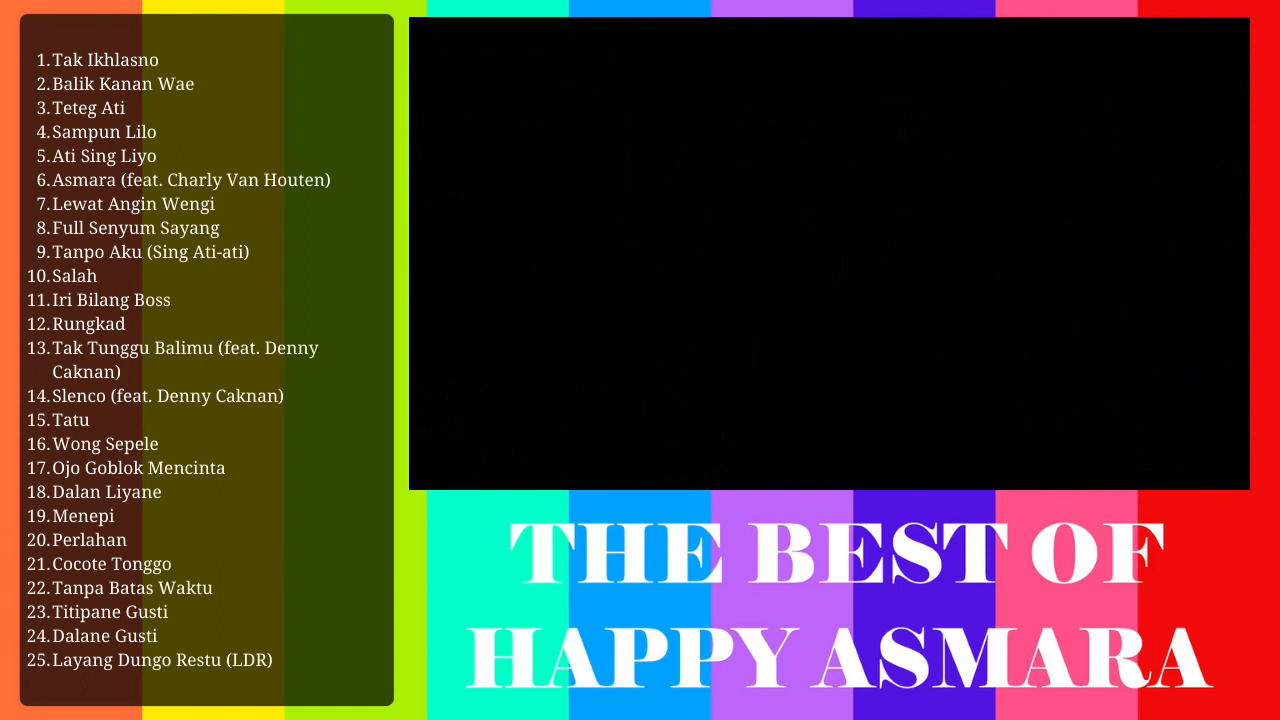 1. Tak Ikhlasno
2. Balik Kanan Wae
3. Teteg Ati
4. Sampun Lilo
5. Ati Sing Liyo
6. Asmara (feat. Charly Van Houten)
7. Lewat Angin Wengi
8. Full Senyum Sayang
9. Tanpo Aku (Sing Ati-ati)
10. Salah
11. Iri Bilang Boss
12. Rungkad
13. Tak Tunggu Balimu (feat. Denny
Caknan)
14. Slenco (feat. Denny Caknan)
15. Tatu
16. Wong Sepele
17. Ojo Goblok Mencinta
18. Dalan Liyane
19. Menepi
20. Perlahan
21. Cocote Tonggo
22. Tanpa Batas Waktu
23. Titipane Gusti
24. Dalane Gusti
25. Layang Dungo Restu (LDR)
THE BEST OF
HAPPY ASMARA